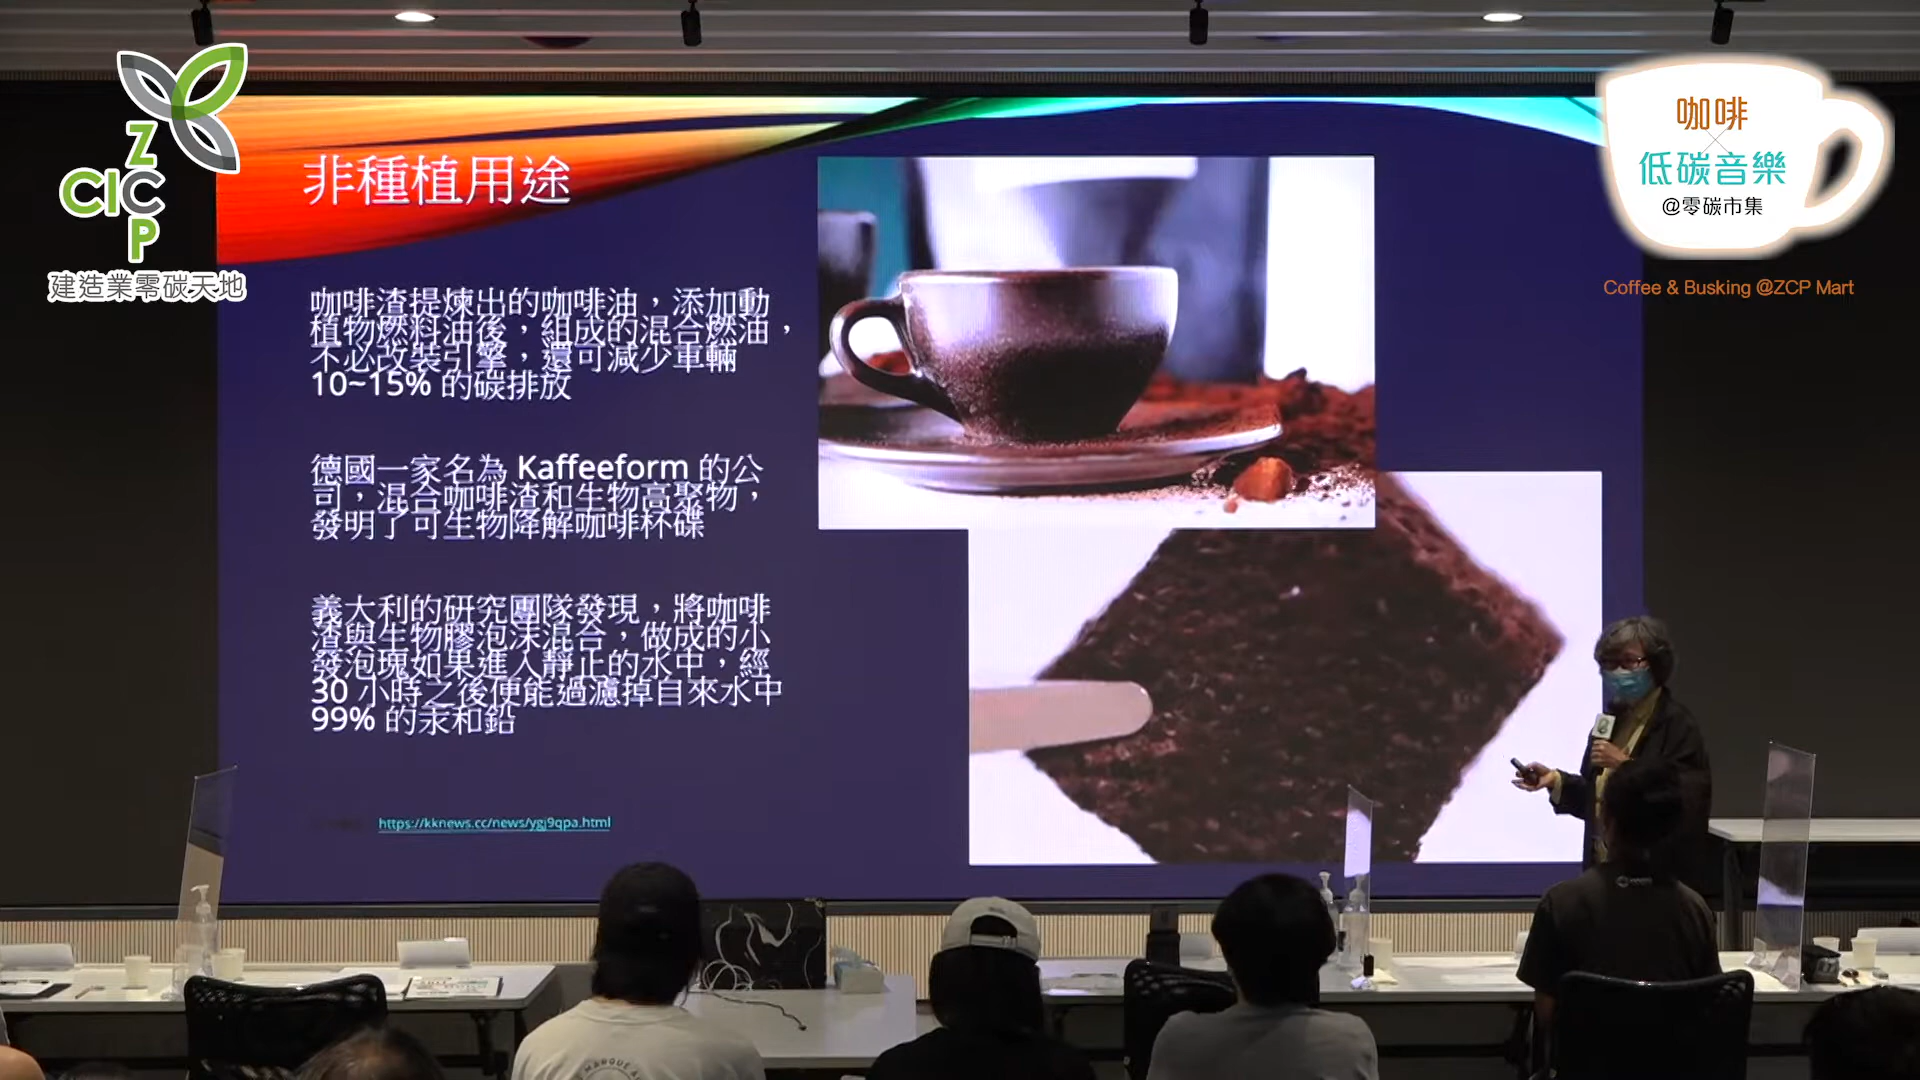 Z
CIC
P
建造業零碳天地
咖啡
×
低碳音樂
@零碳市集
Coffee & Busking @ZCP Mart
非種植用途
咖啡渣提煉出的咖啡油，添加動
植物燃料油後，組成的混合燃油，
不必改裝引擎，還可減少車輛
10~15% 的碳排放
德國一家名為 Kaffeeform 的公
司，混合咖啡渣和生物高聚物，
發明了可生物降解咖啡杯碟
義大利的研究團隊發現，將咖啡
渣與生物膠泡沫混合，做成的小
發泡塊如果進入靜止的水中，經
30 小時之後便能過濾掉自來水中
99% 的汞和鉛
https://kknews.cc/news/ygj9qpa.html